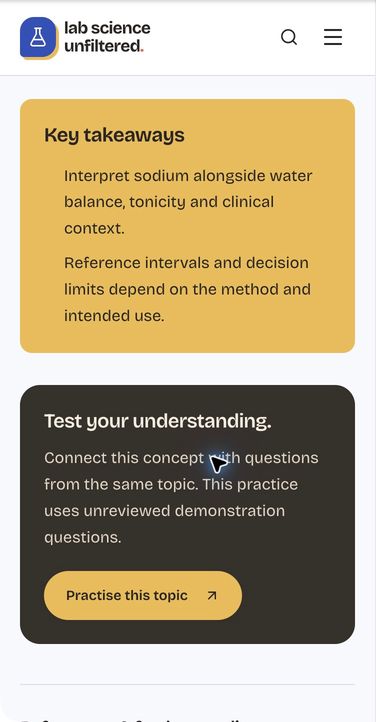 lab science
unfiltered.
Key takeaways
Interpret sodium alongside water
balance, tonicity and clinical
context.
Reference intervals and decision
limits depend on the method and
intended use.
Test your understanding.
Connect this concept with questions
from the same topic. This practice
uses unreviewed demonstration
questions.
Practise this topic